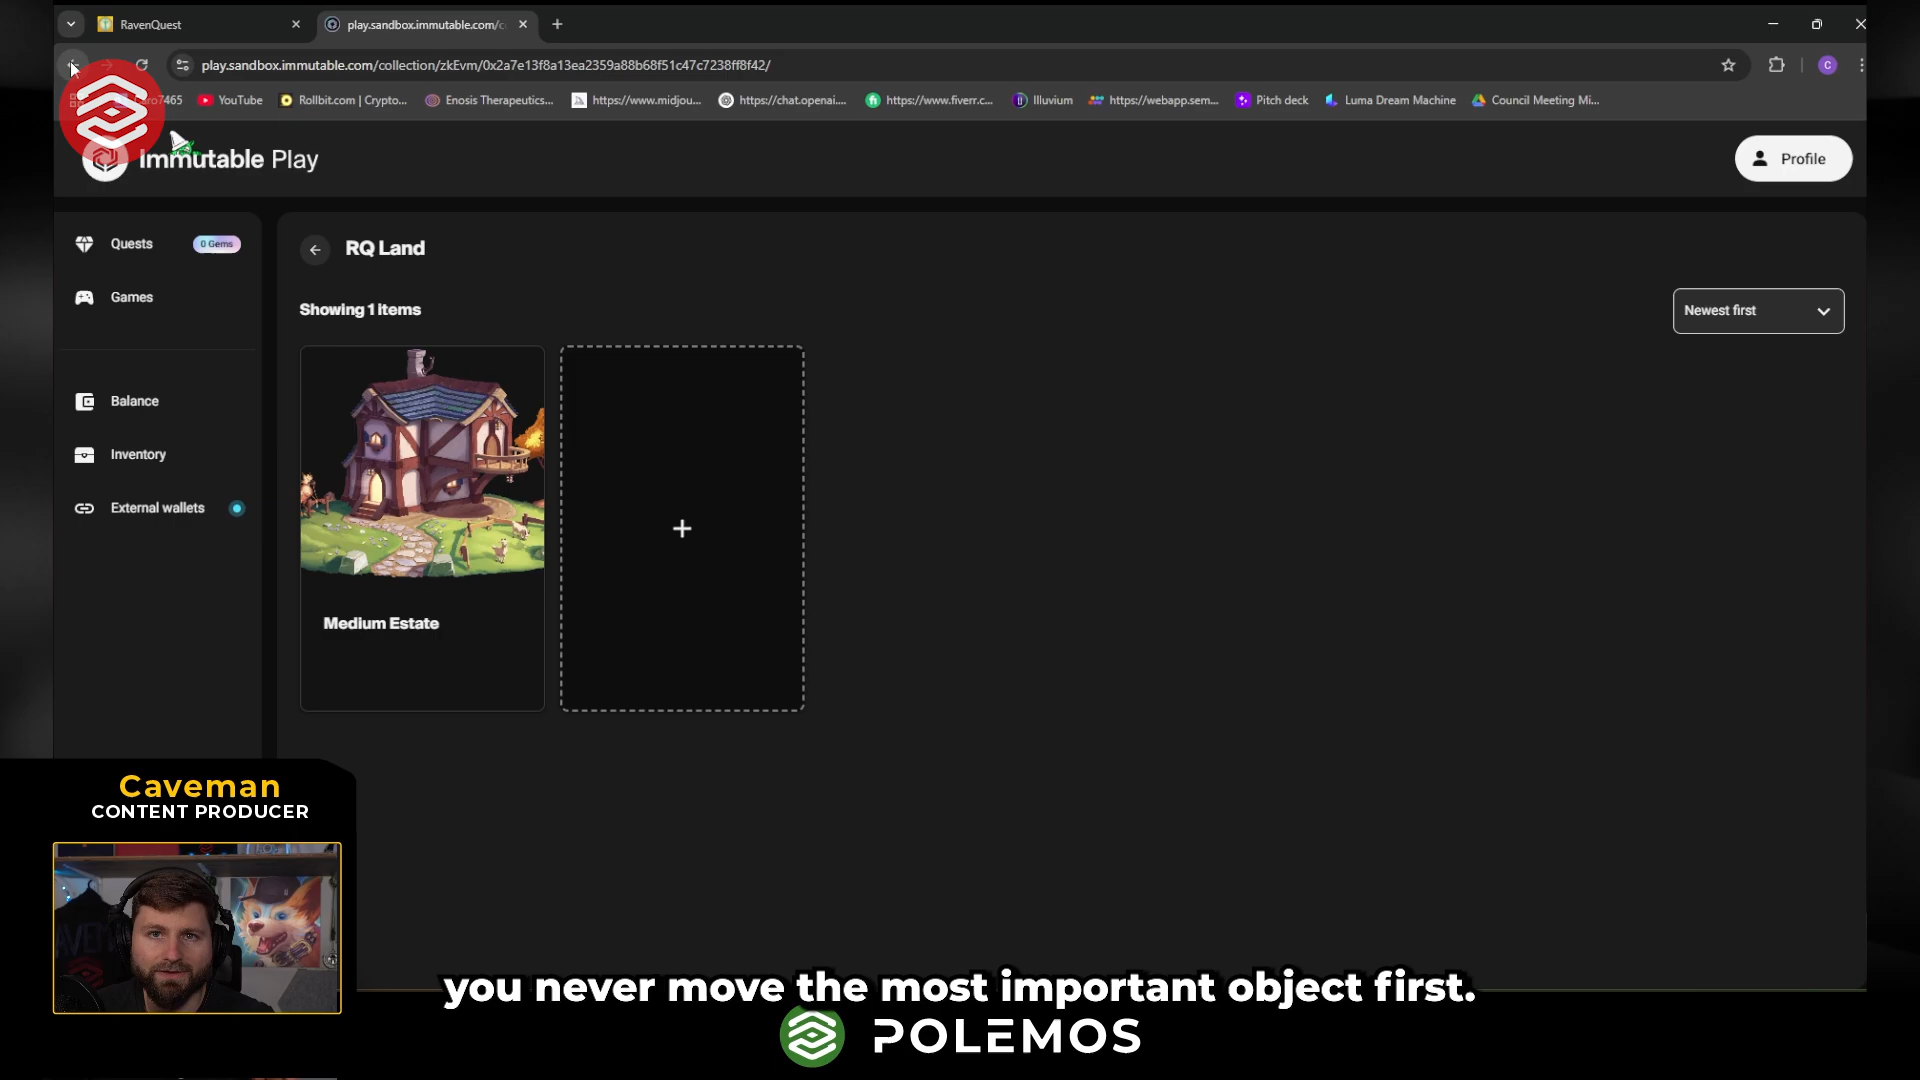 RavenQuest
play.sandbox.immutable.com/c
play.sandbox.immutable.com/collection/zkEvm/0x2a7e13f8a13ea2359a88b68f51c47c7238ff8f42/
7465
YouTube
Rollbit.com | Crypto...
Enosis Therapeutics...
https://www.midjou...
https://chat.openai....
https://www.fiverr.c...
Illuvium
https://webapp.sem...
Pitch deck
Luma Dream Machine
Council Meeting Mi...
C
Immutable Play
Profile
Quests
0 Gems
Games
Balance
Inventory
External wallets
RQ Land
Showing 1 items
Newest first
Medium Estate
Caveman
CONTENT PRODUCER
you never move the most important object first.
POLEMOS